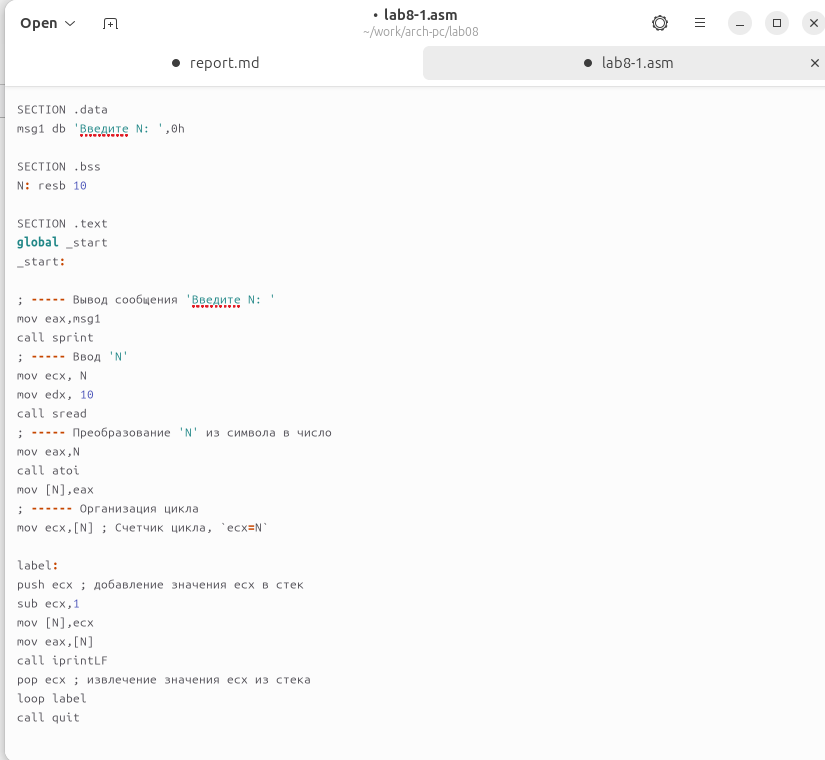 Open
• lab8-1.asm
~/work/arch-pc/lab08
report.md
lab8-1.asm
SECTION .data
msg1 db 'Введите N: ',0h
SECTION .bss
N: resb 10
SECTION .text
global _start
_start:
; ----- Вывод сообщения 'Введите N: '
mov eax,msg1
call sprint
; ----- Ввод 'N'
mov ecx, N
mov edx, 10
call sread
; ----- Преобразование 'N' из символа в число
mov eax,N
call atoi
mov [N],eax
; ------ Организация цикла
mov ecx,[N] ; Счетчик цикла, `ecx=N`
label:
push ecx ; добавление значения ecx в стек
sub ecx,1
mov [N],ecx
mov eax,[N]
call iprintLF
pop ecx ; извлечение значения ecx из стека
loop label
call quit